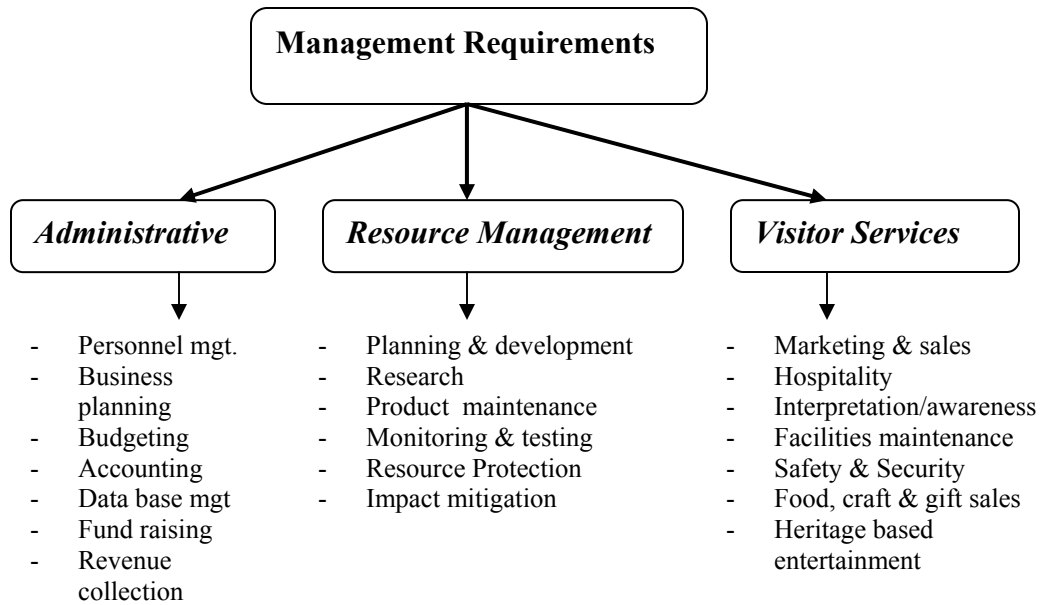 Management Requirements
Administrative
Resource Management
Visitor Services
- Personnel mgt.
- Business
planning
- Budgeting
- Accounting
- Data base mgt
- Fund raising
- Revenue
collection
- Planning & development
- Research
- Product maintenance
- Monitoring & testing
- Resource Protection
- Impact mitigation
- Marketing & sales
- Hospitality
- Interpretation/awareness
- Facilities maintenance
- Safety & Security
- Food, craft & gift sales
- Heritage based
entertainment